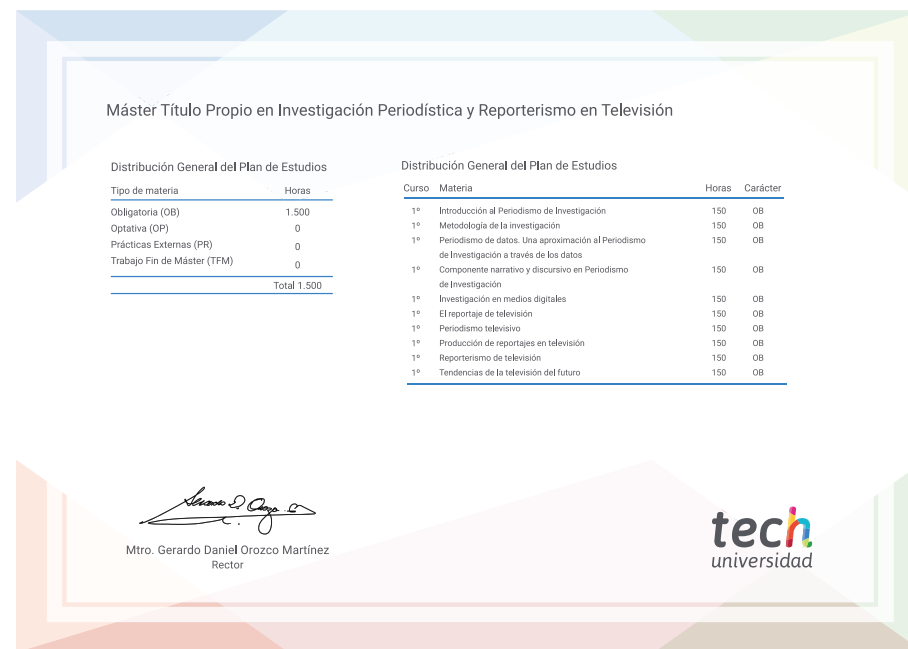 Máster Título Propio en Investigación Periodística y Reporterismo en Televisión
Distribución General del Plan de Estudios
Tipo de materia Horas
Obligatoria (OB) 1.500
Optativa (OP) 0
Prácticas Externas (PR) 0
Trabajo Fin de Máster (TFM) 0
Total 1.500
Distribución General del Plan de Estudios
Curso Materia Horas Carácter
1º Introducción al Periodismo de Investigación 150 OB
1º Metodología de la investigación 150 OB
1º Periodismo de datos. Una aproximación al Periodismo 150 OB
de Investigación a través de los datos
1º Componente narrativo y discursivo en Periodismo 150 OB
de Investigación
1º Investigación en medios digitales 150 OB
1º El reportaje de televisión 150 OB
1º Periodismo televisivo 150 OB
1º Producción de reportajes en televisión 150 OB
1º Reporterismo de televisión 150 OB
1º Tendencias de la televisión del futuro 150 OB
Mtro. Gerardo Daniel Orozco Martínez
Rector
tech
universidad